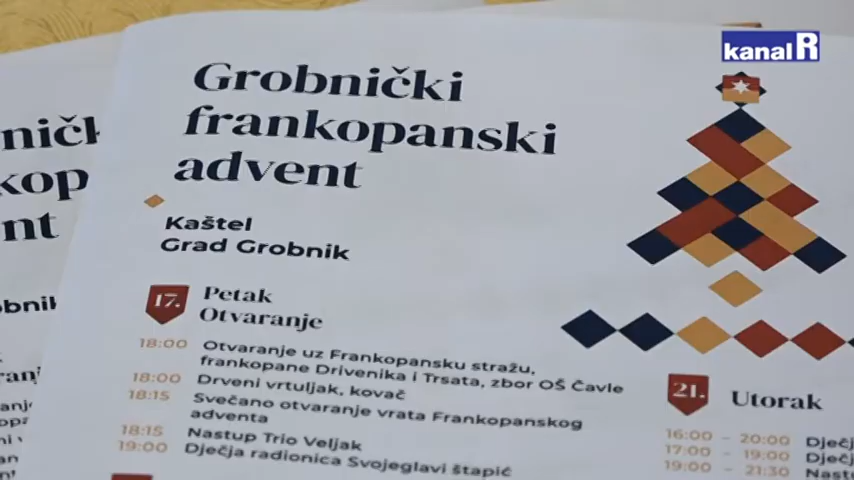 kanal R
Grobnički
frankopanski
advent
Kaštel
Grad Grobnik
17. Petak
Otvaranje
18:00 Otvaranje uz Frankopansku stražu,
frankopane Drivenika i Trsata, zbor OŠ Čavle
18:00 Drveni vrtuljak, kovač
18:15 Svečano otvaranje vrata Frankopanskog
adventa
18:15 Nastup Trio Veljak
19:00 Dječja radionica Svojeglavi štapić
21. Utorak
16:00 - 20:00
17:00 - 19:00
19:00 - 21:30